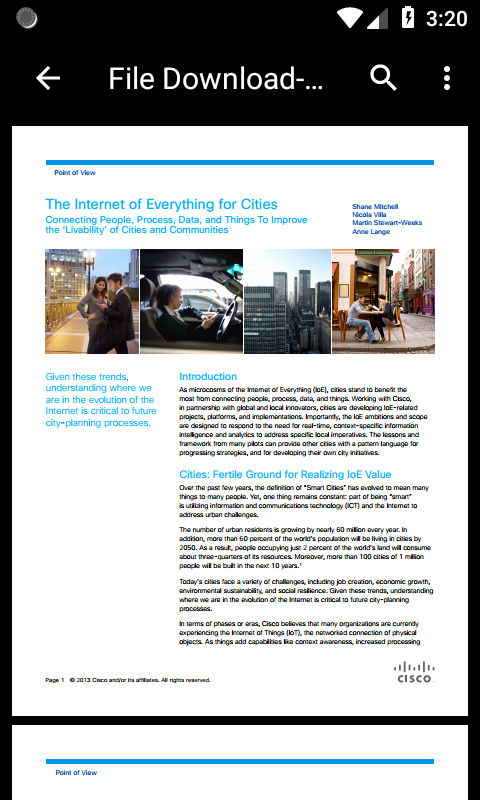 3:20
File Download-...
Point of View
The Internet of Everything for Cities
Connecting People, Process, Data, and Things To Improve
the 'Livability' of Cities and Communities
Shane Mitchell
Nicola Villa
Martin Stewart-Weeks
Anne Lange
Given these trends,
understanding where we
are in the evolution of the
Internet is critical to future
city-planning processes.
Introduction
As microcosms of the Internet of Everything (IoE), cities stand to benefit the
most from connecting people, process, data, and things. Working with Cisco,
in partnership with global and local innovators, cities are developing IoE-related
projects, platforms, and implementations. Importantly, the IoE ambitions and scope
are designed to respond to the need for real-time, context-specific information
intelligence and analytics to address specific local imperatives. The lessons and
framework from many pilots can provide other cities with a pattern language for
progressing strategies, and for developing their own city initiatives.
Cities: Fertile Ground for Realizing IoE Value
Over the past few years, the definition of "Smart Cities" has evolved to mean many
things to many people. Yet, one thing remains constant: part of being "smart"
is utilizing information and communications technology (ICT) and the Internet to
address urban challenges.
The number of urban residents is growing by nearly 60 million every year. In
addition, more than 60 percent of the world's population will be living in cities by
2050. As a result, people occupying just 2 percent of the world's land will consume
about three-quarters of its resources. Moreover, more than 100 cities of 1 million
people will be built in the next 10 years.¹
Today's cities face a variety of challenges, including job creation, economic growth,
environmental sustainability, and social resilience. Given these trends, understanding
where we are in the evolution of the Internet is critical to future city-planning
processes.
In terms of phases or eras, Cisco believes that many organizations are currently
experiencing the Internet of Things (IoT), the networked connection of physical
objects. As things add capabilities like context awareness, increased processing
Page 1 © 2013 Cisco and/or its affiliates. All rights reserved.
CISCO
Point of View